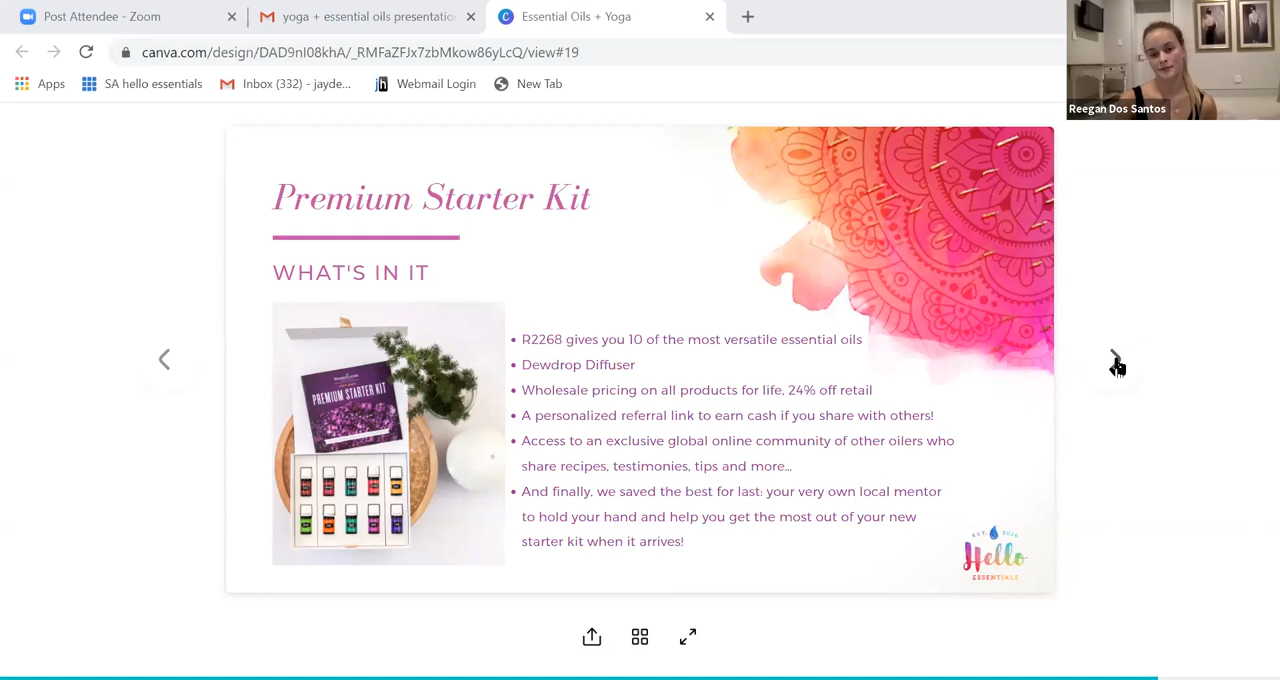 Post Attendee - Zoom
yoga + essential oils presentation
Essential Oils + Yoga
canva.com/design/DAD9nI08khA/_RMFaZFJx7zbMkow86yLcQ/view#19
Apps
SA hello essentials
Inbox (332) - jayde...
Webmail Login
New Tab
Reegan Dos Santos
Premium Starter Kit
WHAT'S IN IT
PREMIUM STARTER KIT
• R2268 gives you 10 of the most versatile essential oils
• Dewdrop Diffuser
• Wholesale pricing on all products for life, 24% off retail
• A personalized referral link to earn cash if you share with others!
• Access to an exclusive global online community of other oilers who
share recipes, testimonies, tips and more...
• And finally, we saved the best for last: your very own local mentor
to hold your hand and help you get the most out of your new
starter kit when it arrives!
EST. 2016
Hello
ESSENTIALS